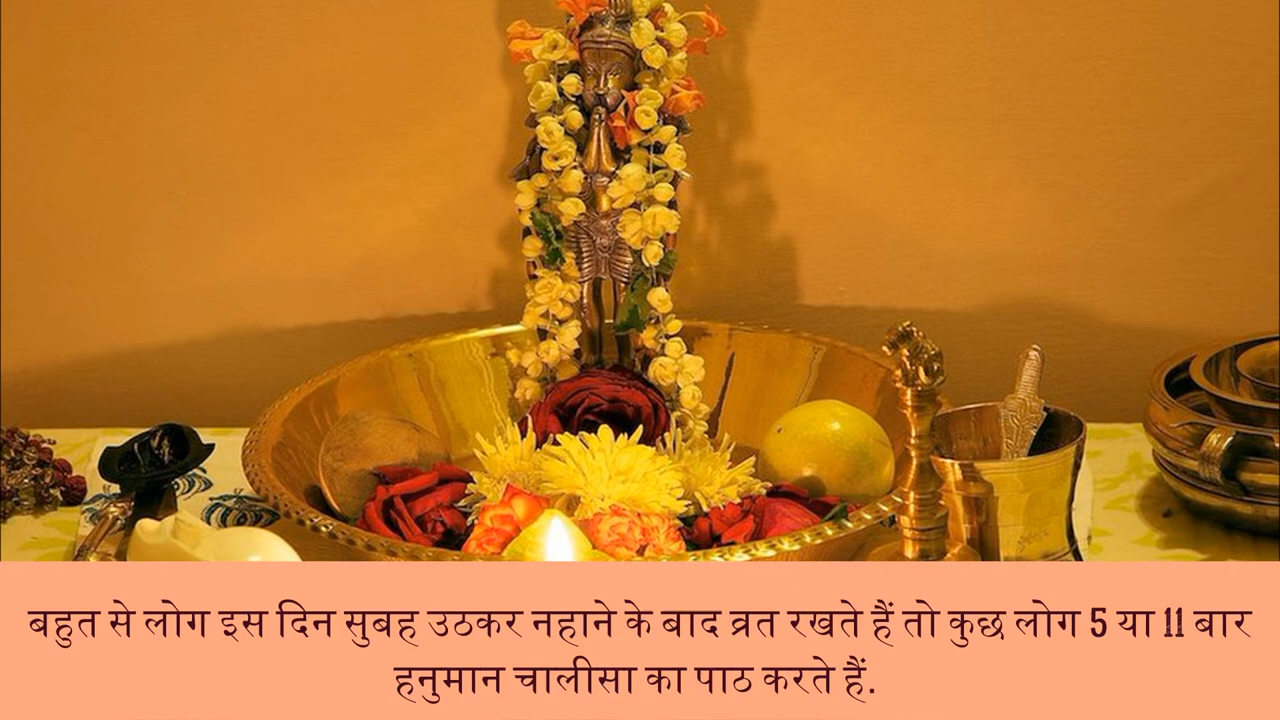 बहुत से लोग इस दिन सुबह उठकर नहाने के बाद व्रत रखते हैं तो कुछ लोग 5 या 11 बार
हनुमान चालीसा का पाठ करते हैं.